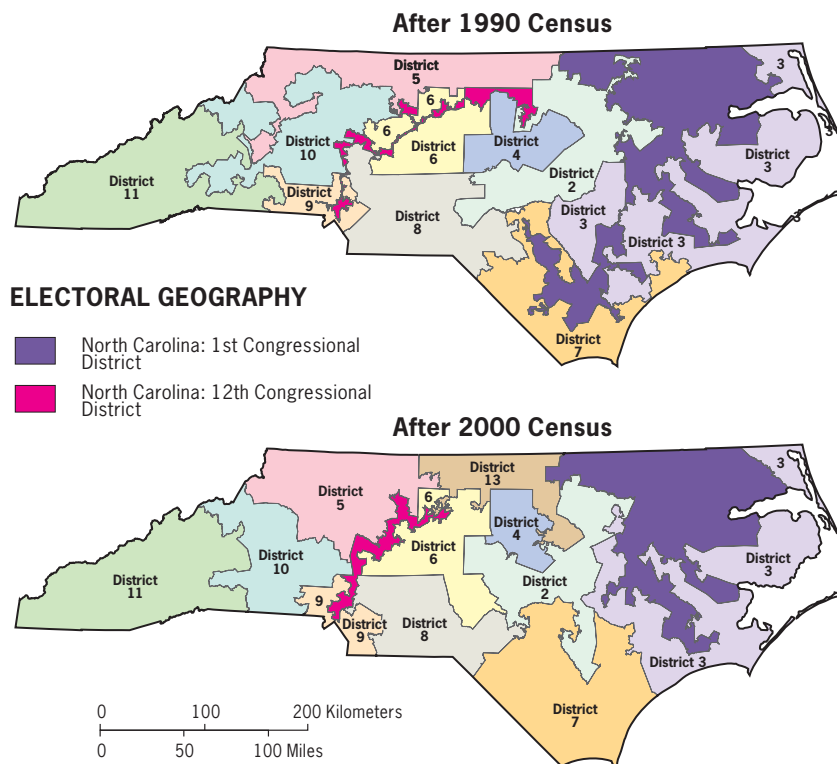 After 1990 Census
District
5
3
6
6
District
6
District
4
District
10
District
3
District
11
District
2
District
9
3
District
3
District 3
3
District
8
District
7
ELECTORAL GEOGRAPHY
North Carolina: 1st Congressional
District
North Carolina: 12th Congressional
District
After 2000 Census
District
13
3
District
5
6
District
4
District
6
District
10
District
3
11
District
2
9
District
9
District
8
District 3
District
7
0 100 200 Kilometers
0 50 100 Miles